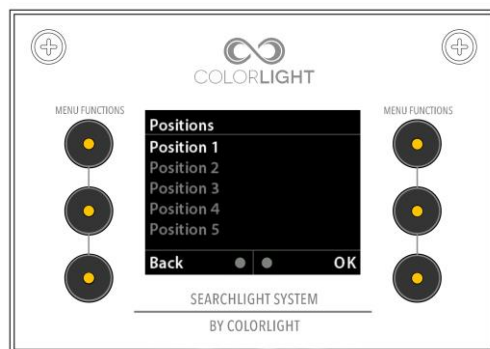 COLORLIGHT
MENU FUNCTIONS
MENU FUNCTIONS
Positions
Position 1
Position 2
Position 3
Position 4
Position 5
Back OK
SEARCHLIGHT SYSTEM
BY COLORLIGHT